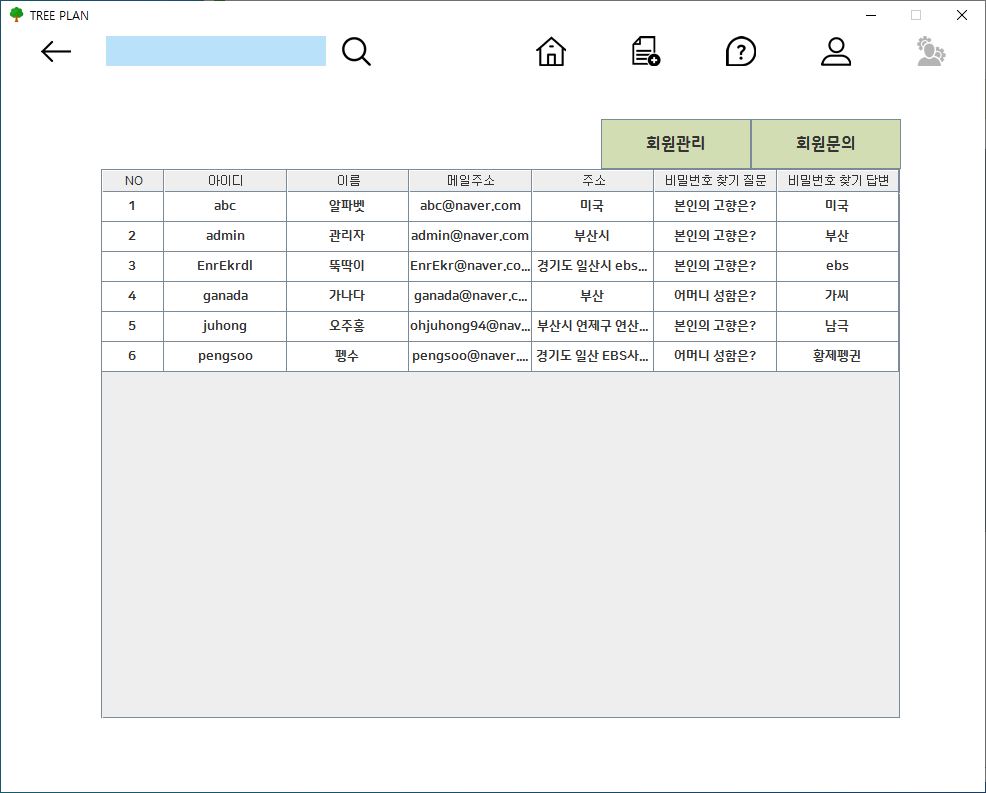 TREE PLAN
회원관리 회원문의
NO 아이디 이름 메일주소 주소 비밀번호 찾기 질문 비밀번호 찾기 답변
1 abc 알파벳 abc@naver.com 미국 본인의 고향은? 미국
2 admin 관리자 admin@naver.com 부산시 본인의 고향은? 부산
3 EnrEkrdl 뚝딱이 EnrEkr@naver.co... 경기도 일산시 ebs... 본인의 고향은? ebs
4 ganada 가나다 ganada@naver.c... 부산 어머니 성함은? 가씨
5 juhong 오주홍 ohjuhong94@nav... 부산시 연제구 연산... 본인의 고향은? 남극
6 pengsoo 펭수 pengsoo@naver.... 경기도 일산 EBS사... 어머니 성함은? 황제펭귄